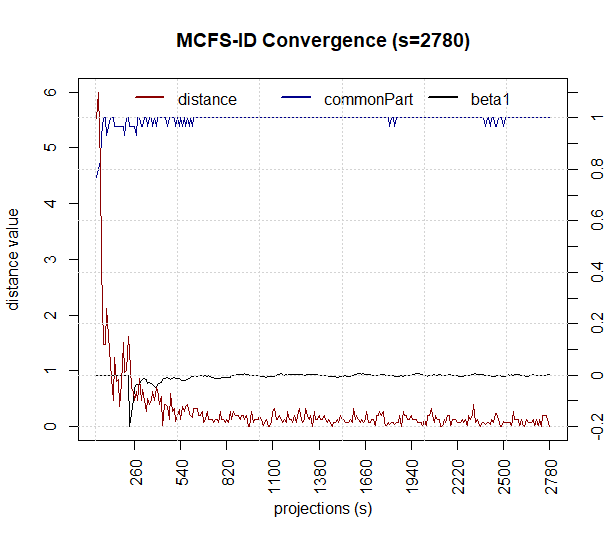 MCFS-ID Convergence (s=2780)
distance commonPart beta1
distance value
6
5
4
3
2
1
0
1
0.8
0.6
0.4
0.2
0
-0.2
260 540 820 1100 1380 1660 1940 2220 2500 2780
projections (s)